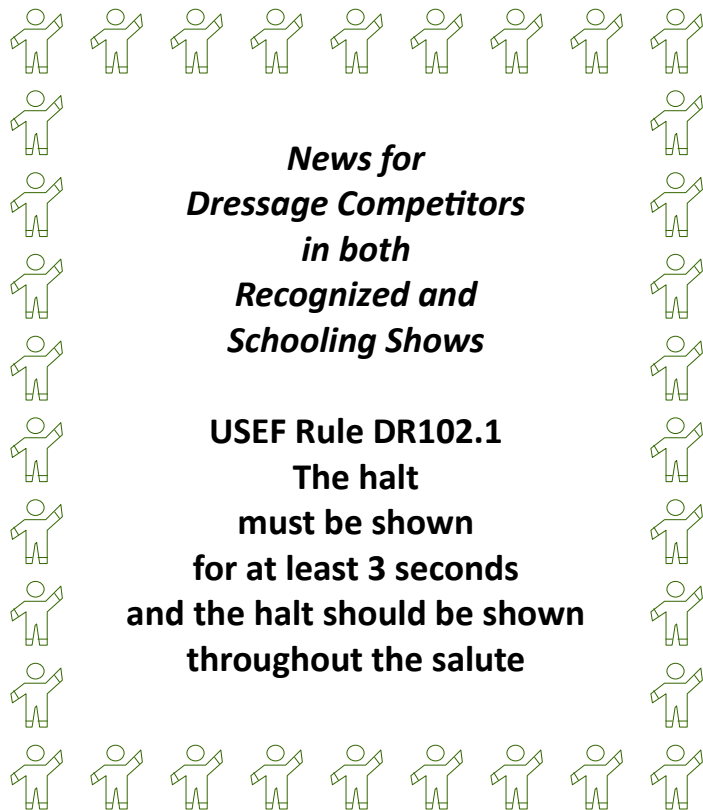 News for
Dressage Competitors
in both
Recognized and
Schooling Shows
USEF Rule DR102.1
The halt
must be shown
for at least 3 seconds
and the halt should be shown
throughout the salute